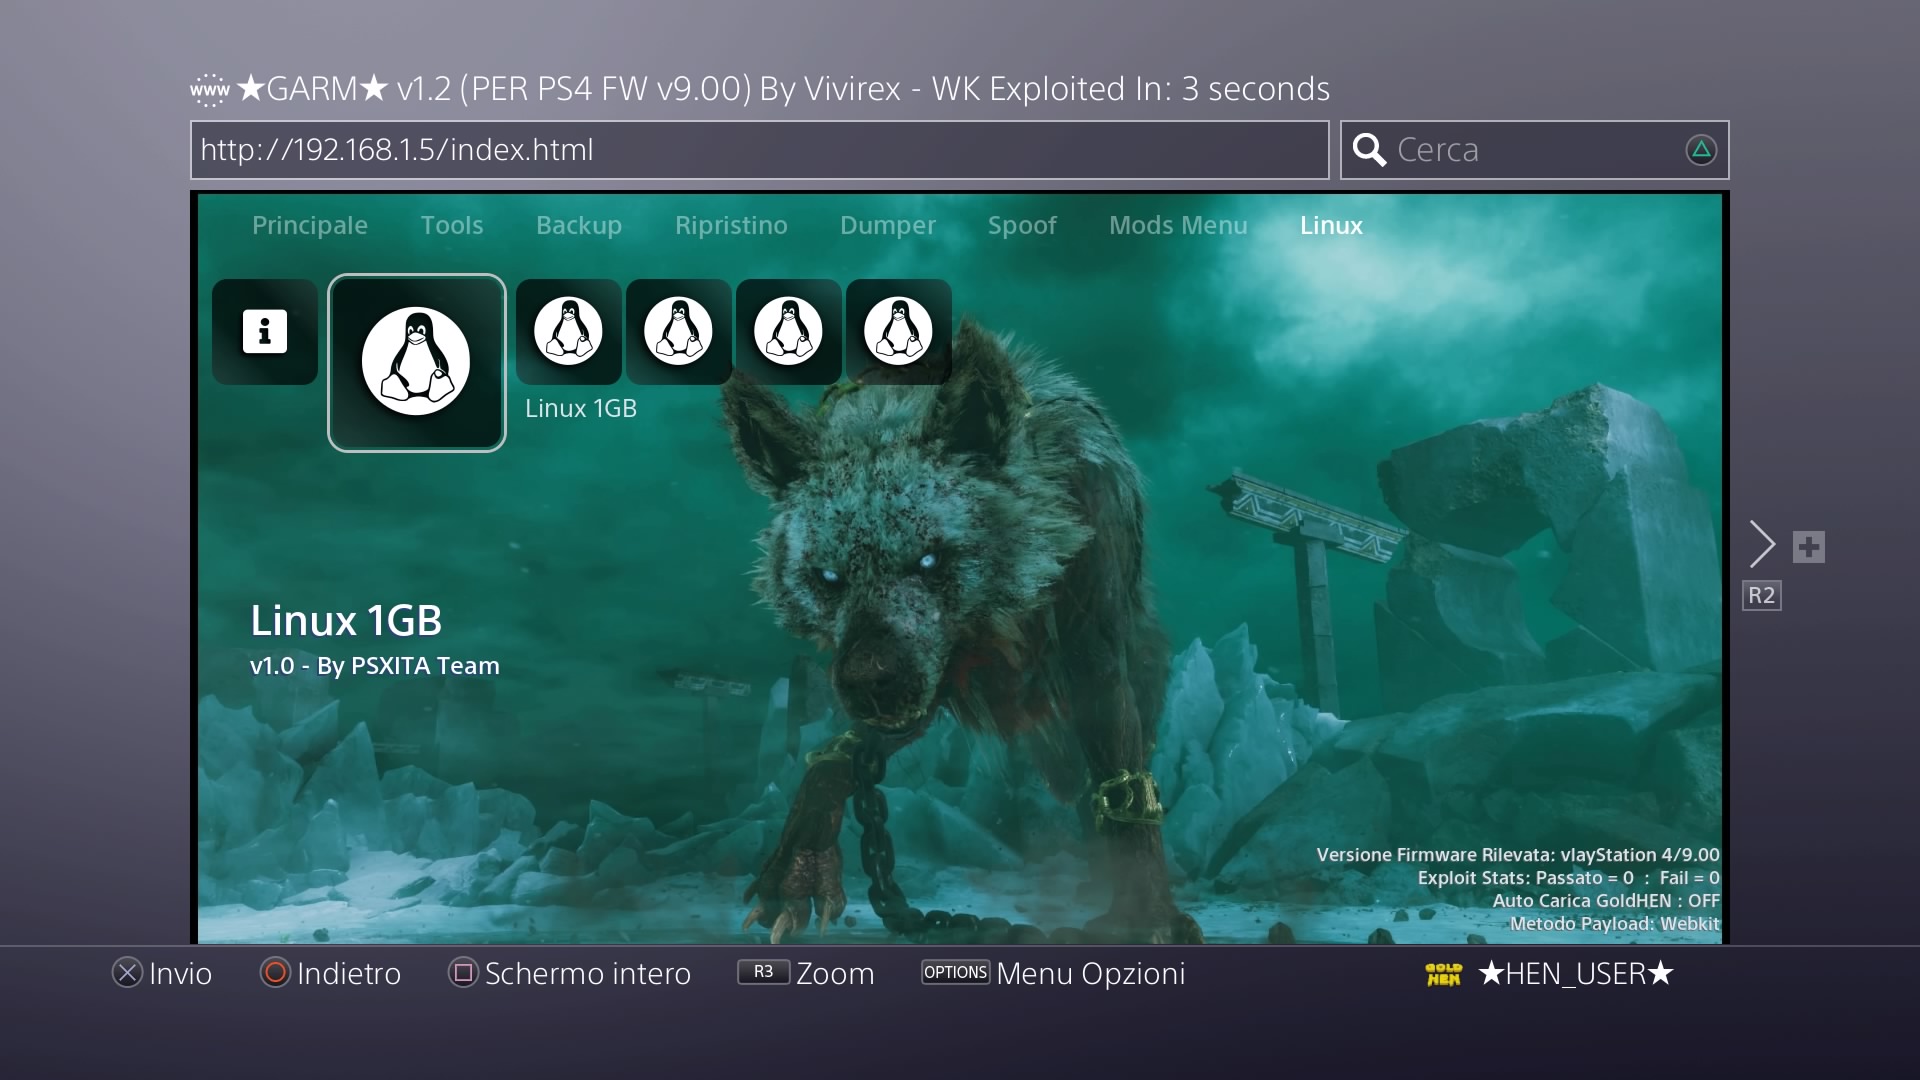 www ★GARM★ v1.2 (PER PS4 FW v9.00) By Vivirex - WK Exploited In: 3 seconds
http://192.168.1.5/index.html
Cerca
Principale Tools Backup Ripristino Dumper Spoof Mods Menu Linux
Linux 1GB
R2
Linux 1GB
v1.0 - By PSXITA Team
Versione Firmware Rilevata: vlayStation 4/9.00
Exploit Stats: Passato = 0 : Fail = 0
Auto Carica GoldHEN : OFF
Metodo Payload: Webkit
Invio Indietro Schermo intero R3 Zoom OPTIONS Menu Opzioni GOLD HEN ★HEN_USER★